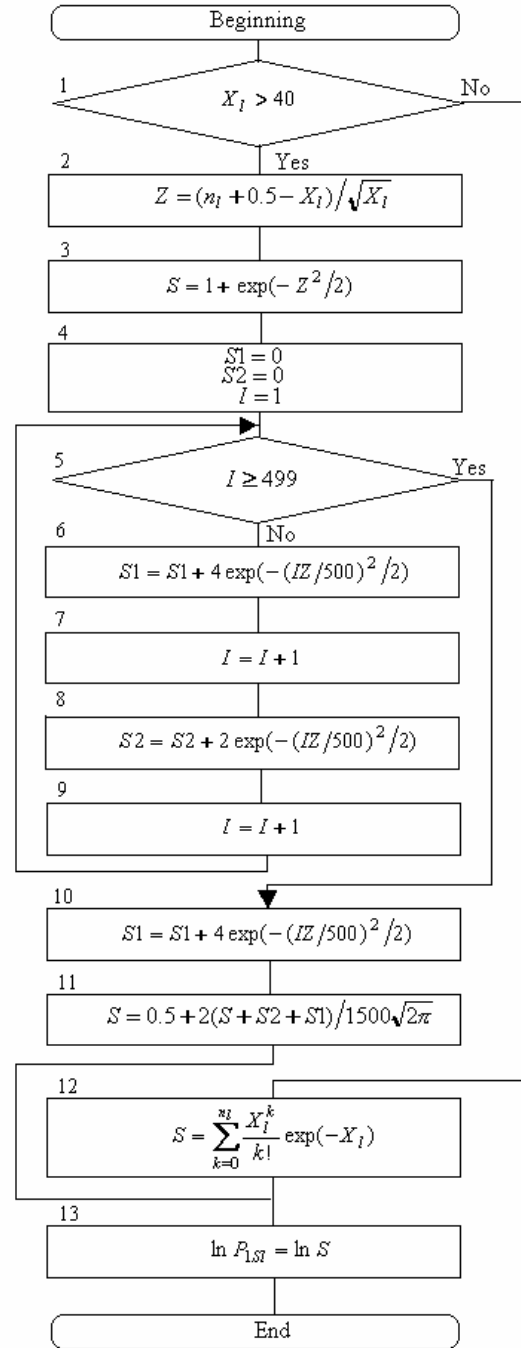 Beginning
1
X_l > 40
No
Yes
2
Z = (n_l + 0.5 − X_l)/√X_l
3
S = 1 + exp(− Z²/2)
4
S1 = 0
S2 = 0
l = 1
5
I ≥ 499
Yes
No
6
S1 = S1 + 4 exp(−(IZ/500)²/2)
7
I = I + 1
8
S2 = S2 + 2 exp(−(IZ/500)²/2)
9
l = I + 1
10
S1 = S1 + 4 exp(−(IZ/500)²/2)
11
S = 0.5 + 2(S + S2 + S1)/1500√2π
12
S = ∑_{k=0}^{n_l} X_l^k/k! exp(−X_l)
13
ln P_{1Sl} = ln S
End